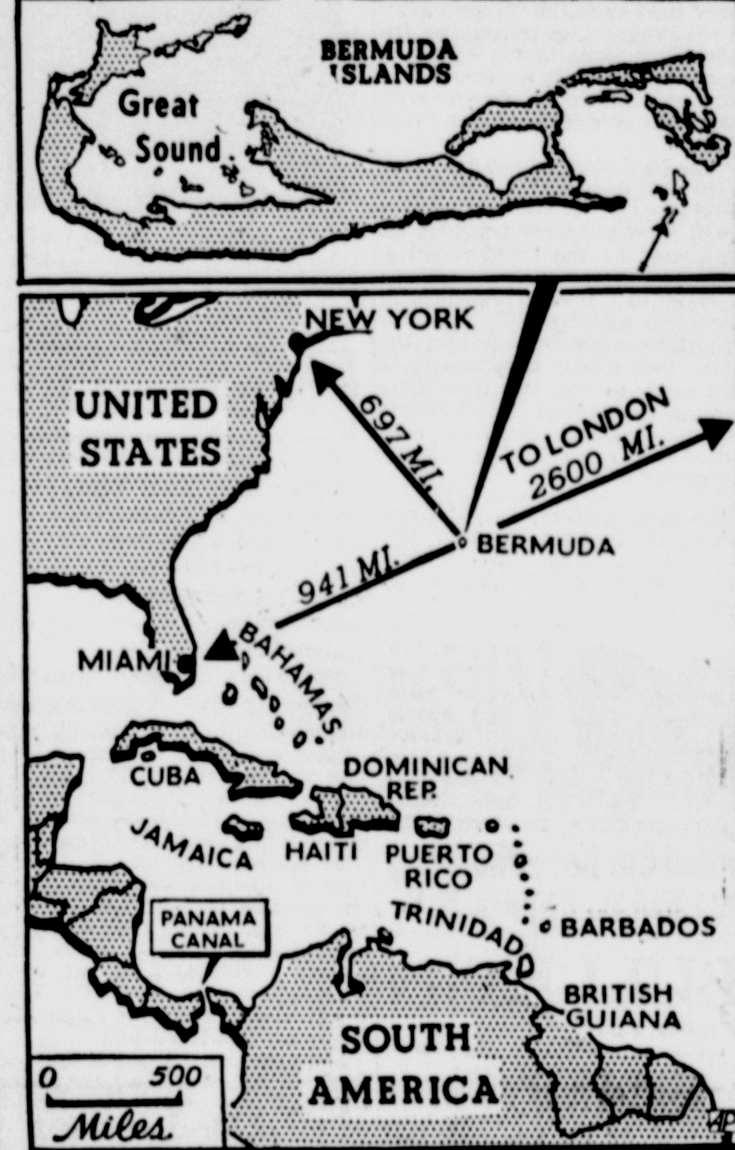 BERMUDA
ISLANDS
Great
Sound
NEW YORK
UNITED
STATES
697 MI.
TO LONDON
2600 MI.
BERMUDA
941 MI.
MIAMI
BAHAMAS
CUBA
DOMINICAN
REP.
JAMAICA
HAITI
PUERTO
RICO
PANAMA
CANAL
TRINIDAD
BARBADOS
BRITISH
GUIANA
SOUTH
AMERICA
0 500
Miles
AP